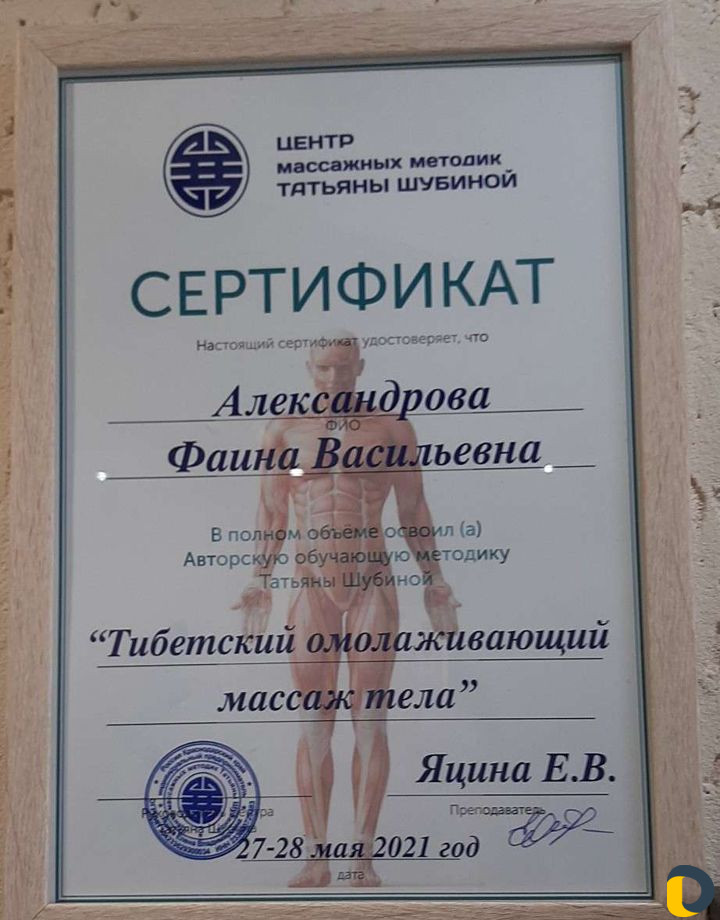 ЦЕНТР
массажных методик
ТАТЬЯНЫ ШУБИНОЙ
СЕРТИФИКАТ
Настоящий сертификат удостоверяет, что
Александрова
ФИО
Фаина Васильевна
В полном объёме освоил (а)
Авторскую обучающую методику
Татьяны Шубиной
“Тибетский омолаживающий
массаж тела”
Яцина Е.В.
Преподаватель
27-28 мая 2021 год
дата